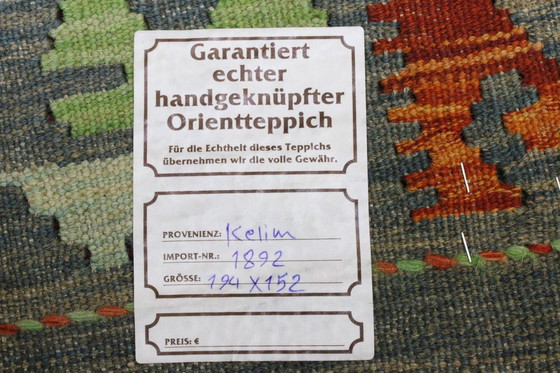 Garantiert
echter
handgeknüpfter
Orientteppich
Für die Echtheit dieses Teppichs
übernehmen wir die volle Gewähr.
PROVENIENZ: Kelim
IMPORT-NR.: 1892
GRÖSSE: 194 X 152
PREIS: €